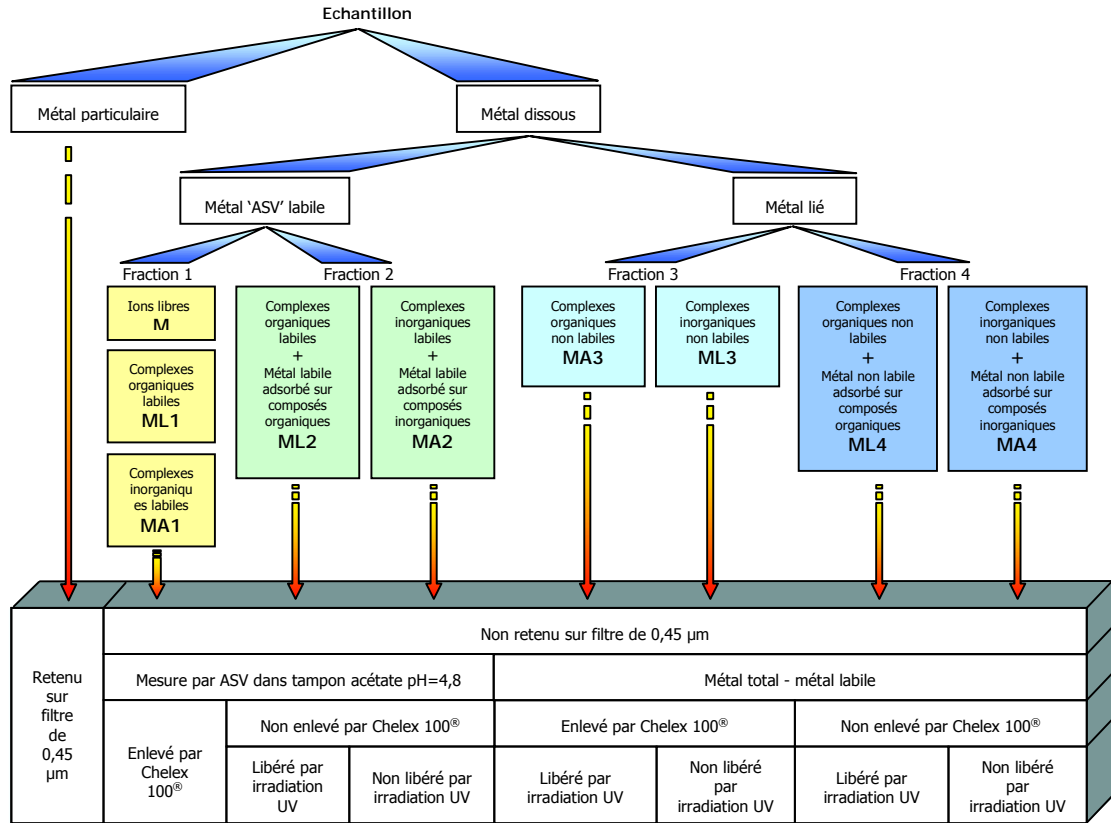 Echantillon
Métal particulaire
Métal dissous
Métal ‘ASV’ labile
Métal lié
Fraction 1
Fraction 2
Fraction 3
Fraction 4
Ions libres
M
Complexes
organiques
labiles
ML1
Complexes
inorganiqu
es labiles
MA1
Complexes
organiques
labiles
+
Métal labile
adsorbé sur
composés
organiques
ML2
Complexes
inorganiques
labiles
+
Métal labile
adsorbé sur
composés
inorganiques
MA2
Complexes
organiques
non labiles
MA3
Complexes
inorganiques
non labiles
ML3
Complexes
organiques non
labiles
+
Métal non labile
adsorbé sur
composés
organiques
ML4
Complexes
inorganiques non
labiles
+
Métal non labile
adsorbé sur
composés
inorganiques
MA4
Retenu
sur
filtre
de
0,45
µm
Non retenu sur filtre de 0,45 µm
Mesure par ASV dans tampon acétate pH=4,8
Métal total - métal labile
Enlevé par
Chelex
100®
Non enlevé par Chelex 100®
Enlevé par Chelex 100®
Non enlevé par Chelex 100®
Libéré par
irradiation
UV
Non libéré par
irradiation UV
Libéré par
irradiation UV
Non libéré
par
irradiation UV
Libéré par
irradiation UV
Non libéré
par
irradiation UV